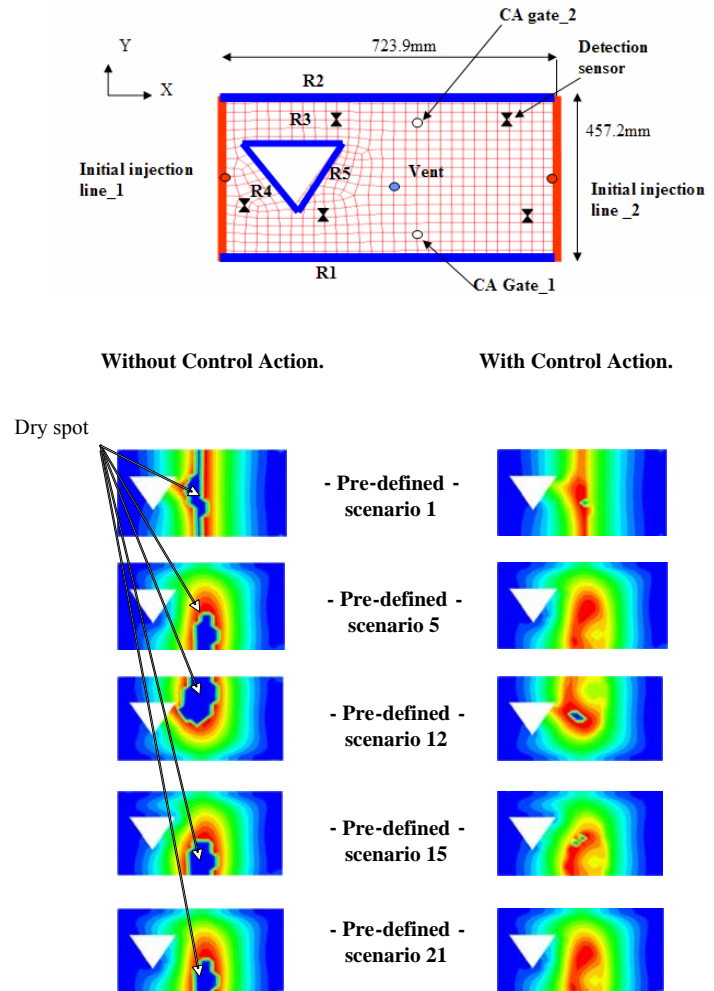 CA gate_2
Y
X
723.9mm
Detection
sensor
R2
R3
457.2mm
Initial injection
line_1
R4
R5
Vent
Initial injection
line _2
R1
CA Gate_1
Without Control Action.
With Control Action.
Dry spot
- Pre-defined -
scenario 1
- Pre-defined -
scenario 5
- Pre-defined -
scenario 12
- Pre-defined -
scenario 15
- Pre-defined -
scenario 21